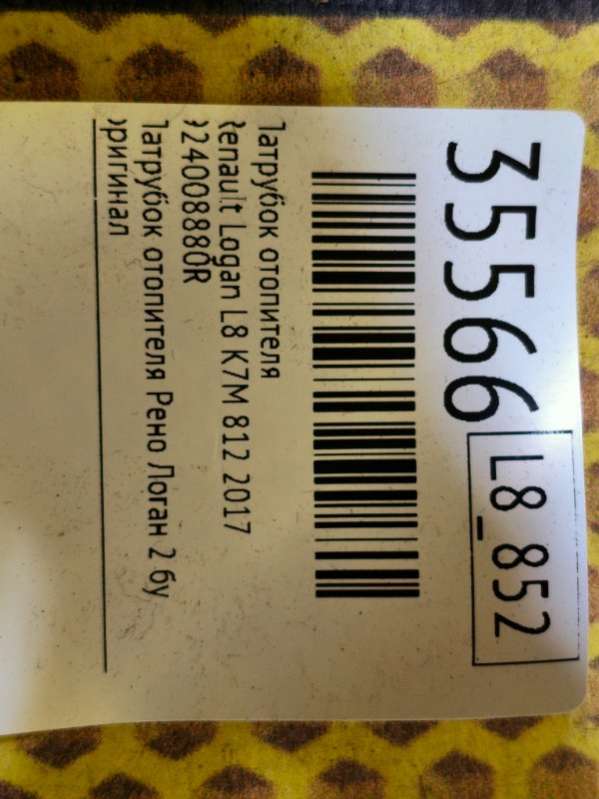 35566
L8_852
Патрубок отопителя
Renault Logan L8 K7M 812 2017
924008880R
Патрубок отопителя Рено Логан 2 бу
оригинал